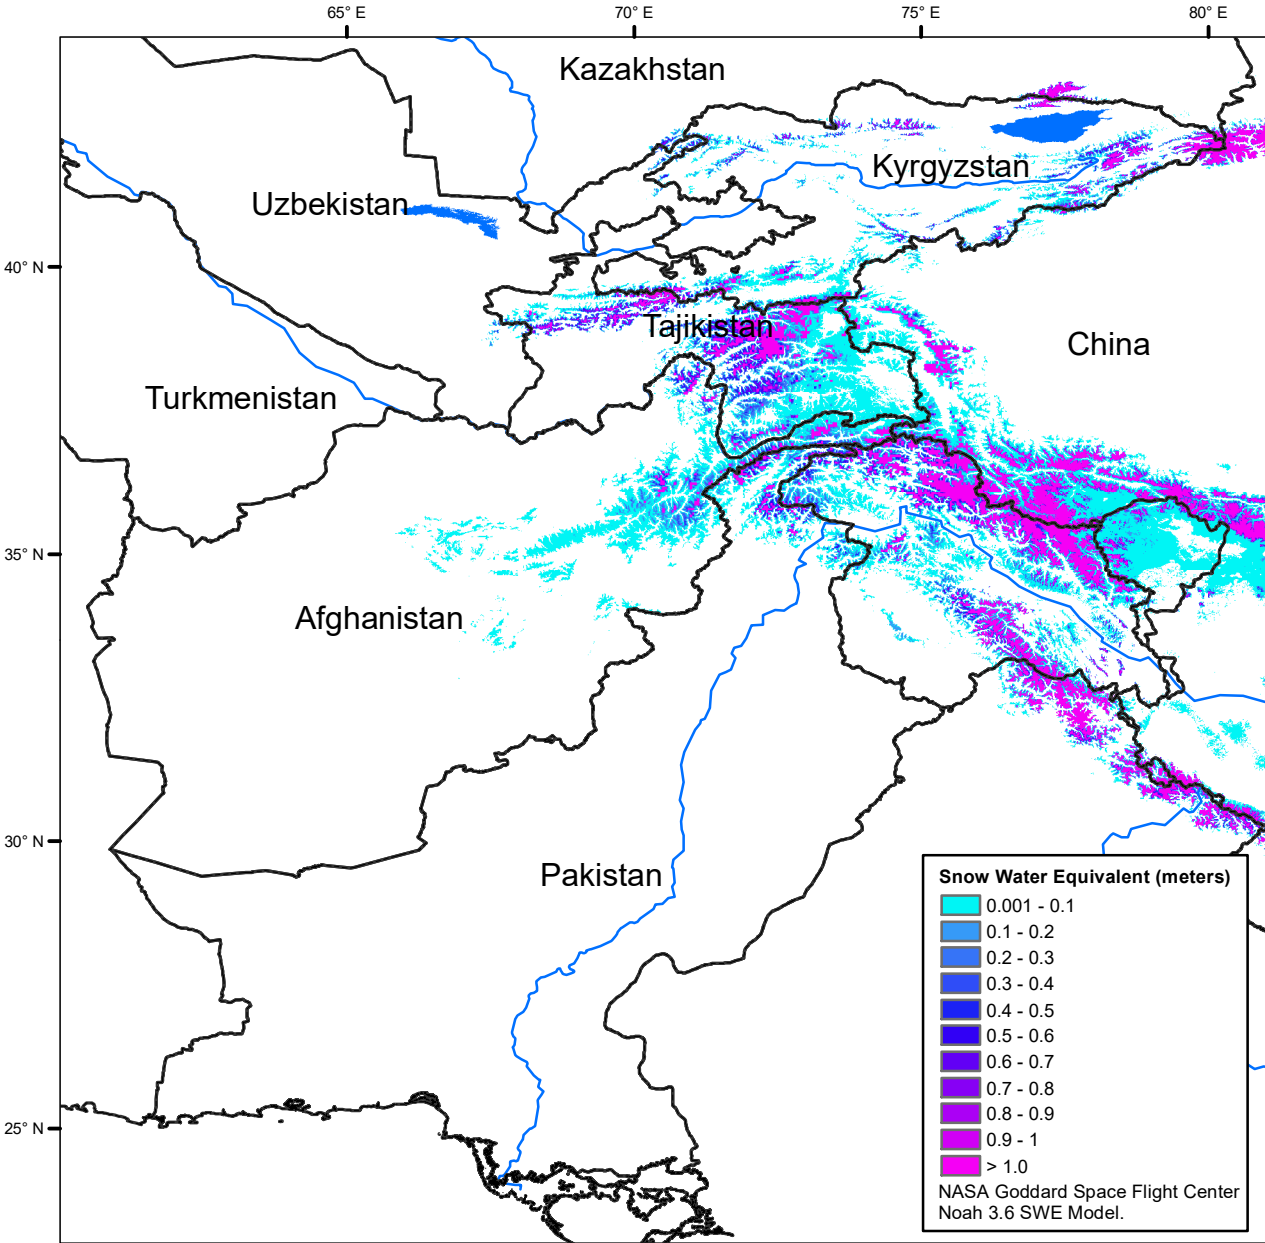 65° E
70° E
75° E
80° E
Kazakhstan
Kyrgyzstan
Uzbekistan
40° N
Tajikistan
China
Turkmenistan
35° N
Afghanistan
30° N
Pakistan
25° N
Snow Water Equivalent (meters)
0.001 - 0.1
0.1 - 0.2
0.2 - 0.3
0.3 - 0.4
0.4 - 0.5
0.5 - 0.6
0.6 - 0.7
0.7 - 0.8
0.8 - 0.9
0.9 - 1
> 1.0
NASA Goddard Space Flight Center
Noah 3.6 SWE Model.